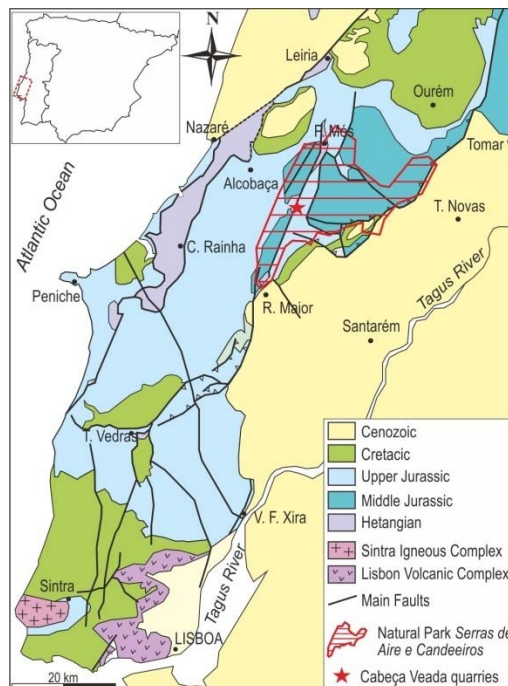 N
Leiria
Ourém
Nazaré
P. Mós
Tomar
Alcobaça
Atlantic Ocean
T. Novas
C. Rainha
Peniche
R. Maior
Tagus River
Santarém
T. Vedras
V. F. Xira
Tagus River
Sintra
LISBOA
20 km
Cenozoic
Cretacic
Upper Jurassic
Middle Jurassic
Hetangian
Sintra Igneous Complex
Lisbon Volcanic Complex
Main Faults
Natural Park Serras de
Aire e Candeeiros
Cabeça Veada quarries